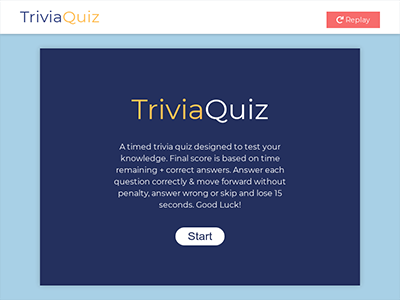 TriviaQuiz
Replay
TriviaQuiz
A timed trivia quiz designed to test your
knowledge. Final score is based on time
remaining + correct answers. Answer each
question correctly & move forward without
penalty, answer wrong or skip and lose 15
seconds. Good Luck!
Start